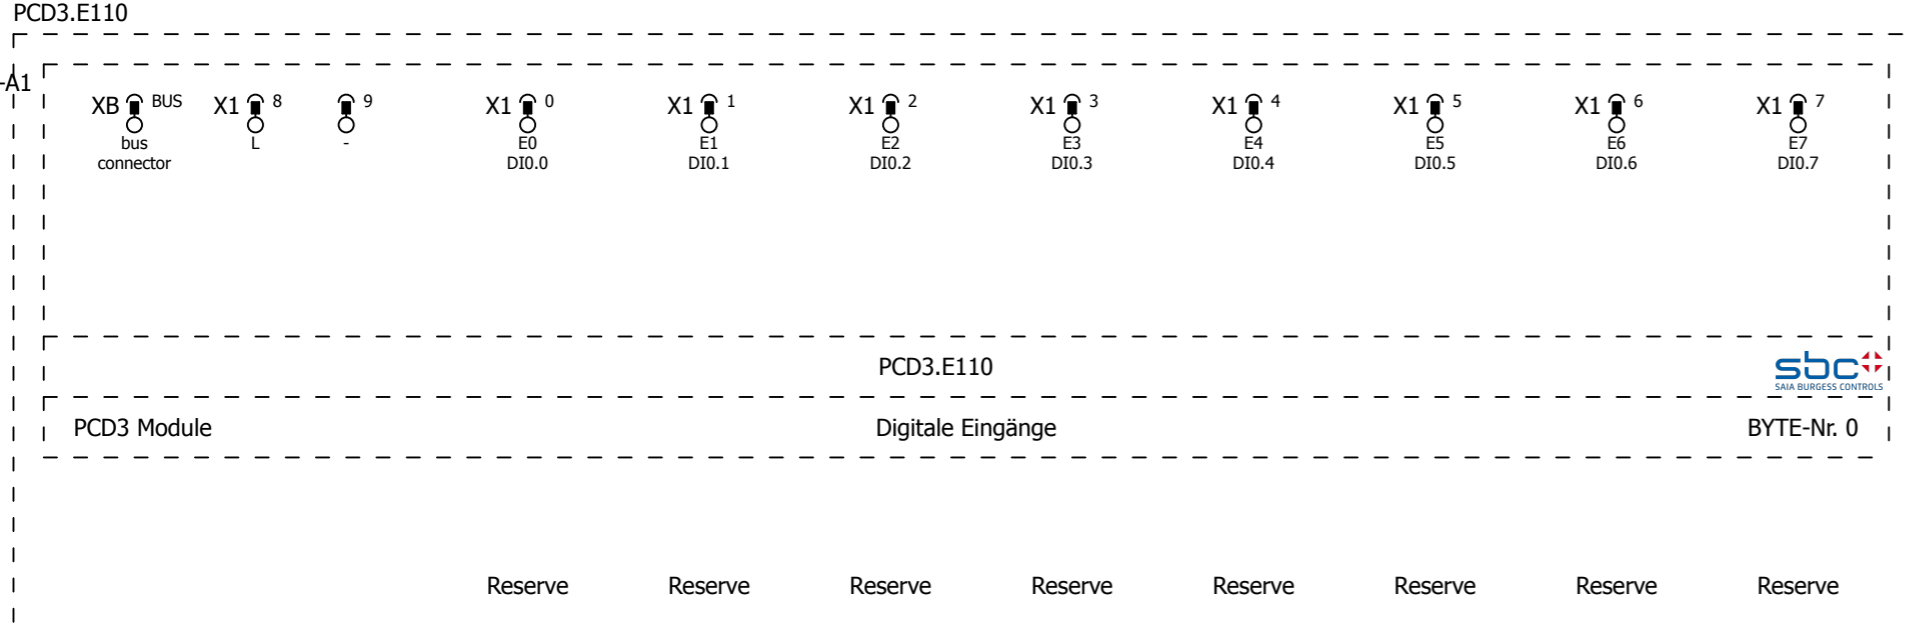 PCD3.E110
-A1
XB BUS X1 8 9 X1 0 X1 1 X1 2 X1 3 X1 4 X1 5 X1 6 X1 7
bus L - E0 E1 E2 E3 E4 E5 E6 E7
connector DI0.0 DI0.1 DI0.2 DI0.3 DI0.4 DI0.5 DI0.6 DI0.7
PCD3.E110
sbc
SAIA BURGESS CONTROLS
PCD3 Module Digitale Eingänge BYTE-Nr. 0
Reserve Reserve Reserve Reserve Reserve Reserve Reserve Reserve